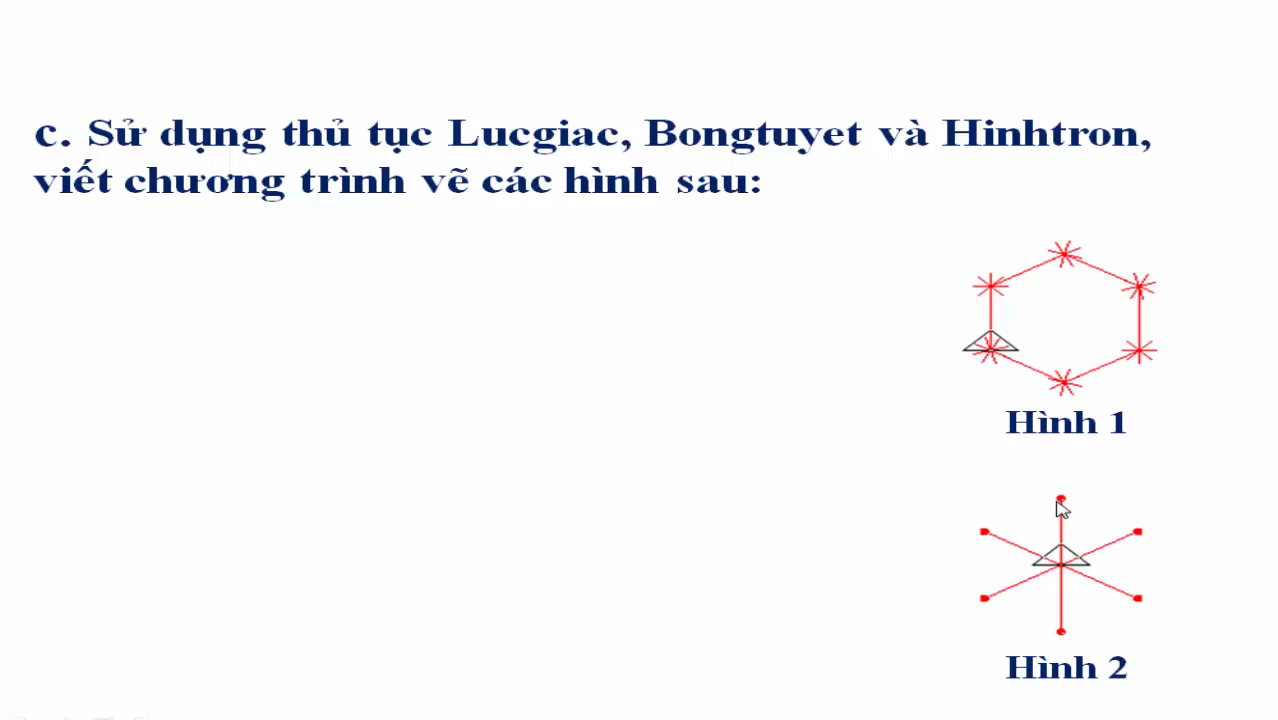 c. Sử dụng thủ tục Lucgiac, Bongtuyet và Hinhtron,
viết chương trình vẽ các hình sau:
Hình 1
Hình 2